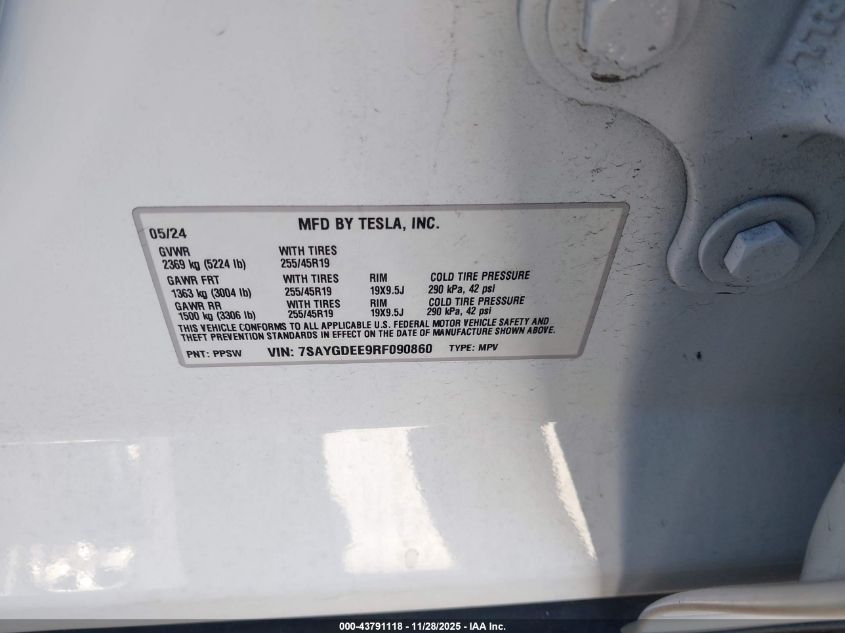 05/24 MFD BY TESLA, INC.
GVWR WITH TIRES
2369 kg (5224 lb) 255/45R19
GAWR FRT WITH TIRES RIM COLD TIRE PRESSURE
1363 kg (3004 lb) 255/45R19 19X9.5J 290 kPa, 42 psi
GAWR RR WITH TIRES RIM COLD TIRE PRESSURE
1500 kg (3306 lb) 255/45R19 19X9.5J 290 kPa, 42 psi
THIS VEHICLE CONFORMS TO ALL APPLICABLE U.S. FEDERAL MOTOR VEHICLE SAFETY AND
THEFT PREVENTION STANDARDS IN EFFECT ON THE DATE OF MANUFACTURE SHOWN ABOVE.
PNT: PPSW VIN: 7SAYGDEE9RF090860 TYPE: MPV
000-43791118 - 11/28/2025 - IAA Inc.